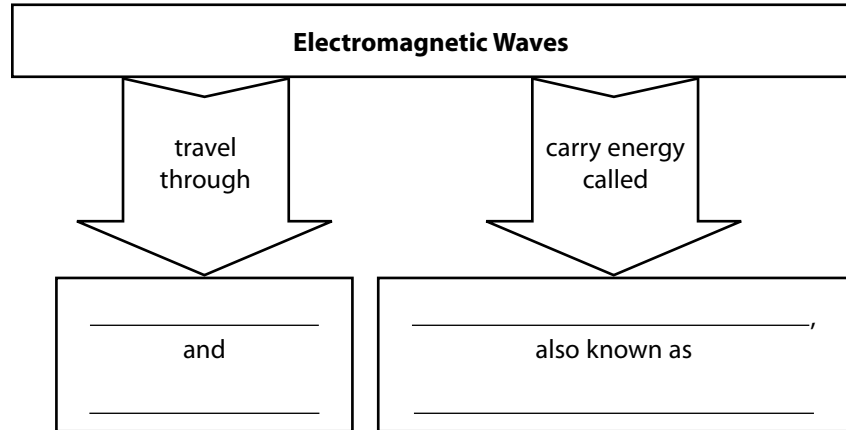 Electromagnetic Waves
travel
through
carry energy
called
and
,
also known as